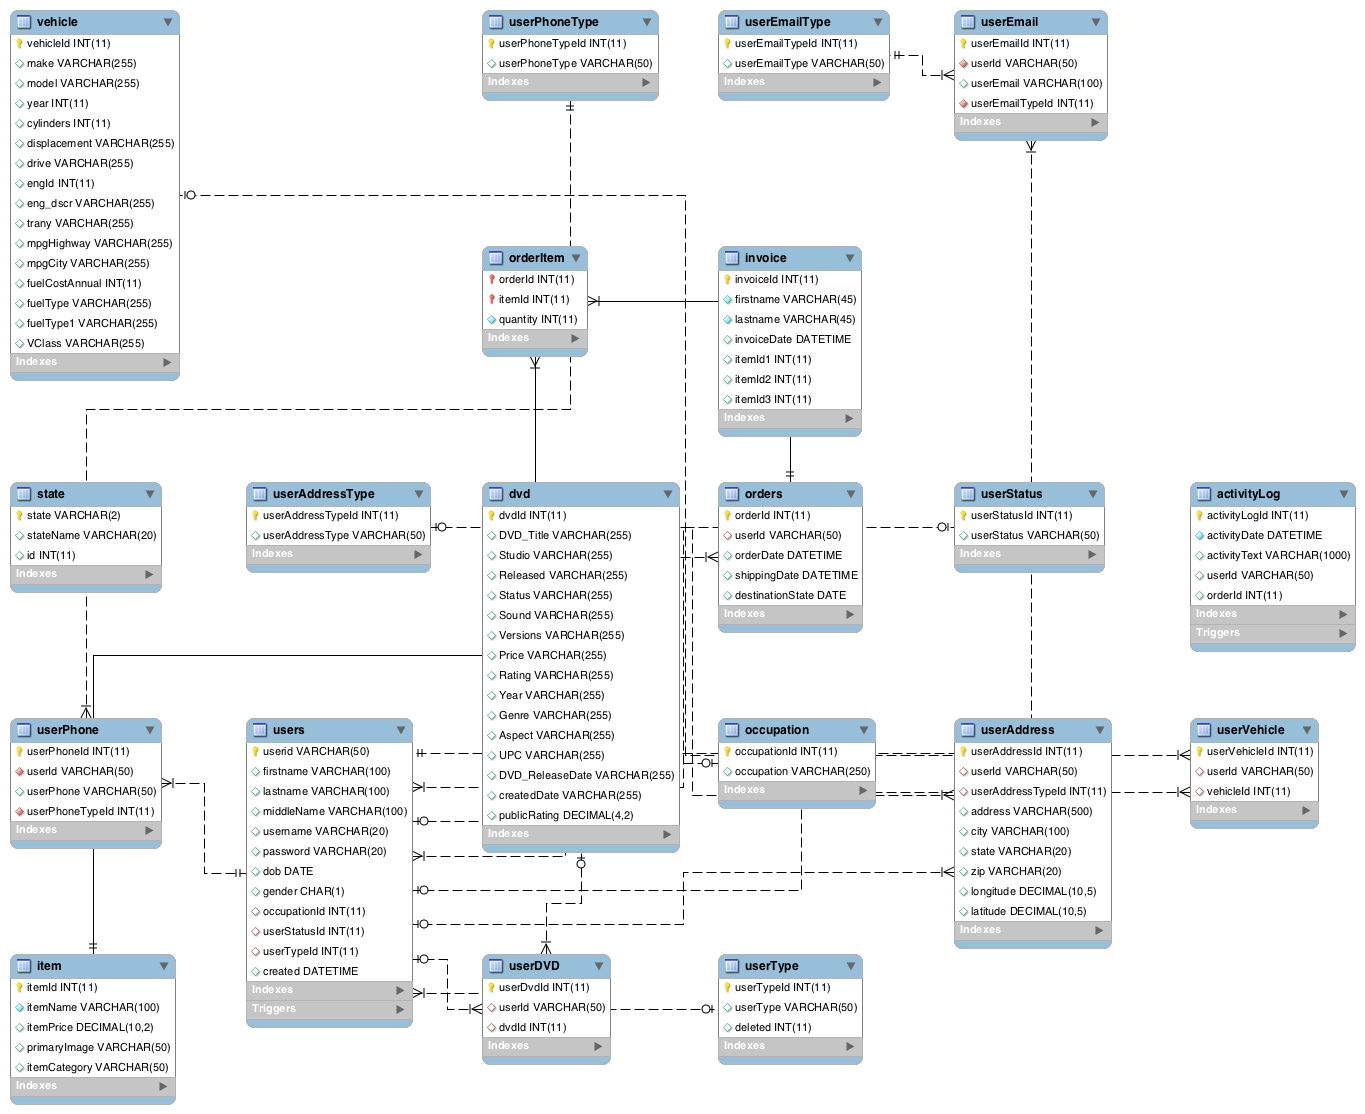 vehicle
vehicleId INT(11)
make VARCHAR(255)
model VARCHAR(255)
year INT(11)
cylinders INT(11)
displacement VARCHAR(255)
drive VARCHAR(255)
engId INT(11)
eng_dscr VARCHAR(255)
trany VARCHAR(255)
mpgHighway VARCHAR(255)
mpgCity VARCHAR(255)
fuelCostAnnual INT(11)
fuelType VARCHAR(255)
fuelType1 VARCHAR(255)
VClass VARCHAR(255)
Indexes
userPhoneType
userPhoneTypeId INT(11)
userPhoneType VARCHAR(50)
Indexes
userEmailType
userEmailTypeId INT(11)
userEmailType VARCHAR(50)
Indexes
userEmail
userEmailId INT(11)
userId VARCHAR(50)
userEmail VARCHAR(100)
userEmailTypeId INT(11)
Indexes
orderItem
orderId INT(11)
itemId INT(11)
quantity INT(11)
Indexes
invoice
invoiceId INT(11)
firstname VARCHAR(45)
lastname VARCHAR(45)
invoiceDate DATETIME
itemId1 INT(11)
itemId2 INT(11)
itemId3 INT(11)
Indexes
state
state VARCHAR(2)
stateName VARCHAR(20)
id INT(11)
Indexes
userAddressType
userAddressTypeId INT(11)
userAddressType VARCHAR(50)
Indexes
dvd
dvdId INT(11)
DVD_Title VARCHAR(255)
Studio VARCHAR(255)
Released VARCHAR(255)
Status VARCHAR(255)
Sound VARCHAR(255)
Versions VARCHAR(255)
Price VARCHAR(255)
Rating VARCHAR(255)
Year VARCHAR(255)
Genre VARCHAR(255)
Aspect VARCHAR(255)
UPC VARCHAR(255)
DVD_ReleaseDate VARCHAR(255)
createdDate VARCHAR(255)
publicRating DECIMAL(4,2)
Indexes
orders
orderId INT(11)
userId VARCHAR(50)
orderDate DATETIME
shippingDate DATETIME
destinationState DATE
Indexes
userStatus
userStatusId INT(11)
userStatus VARCHAR(50)
Indexes
activityLog
activityLogId INT(11)
activityDate DATETIME
activityText VARCHAR(1000)
userId VARCHAR(50)
orderId INT(11)
Indexes
Triggers
userPhone
userPhoneId INT(11)
userId VARCHAR(50)
userPhone VARCHAR(50)
userPhoneTypeId INT(11)
Indexes
users
userid VARCHAR(50)
firstname VARCHAR(100)
lastname VARCHAR(100)
middleName VARCHAR(100)
username VARCHAR(20)
password VARCHAR(20)
dob DATE
gender CHAR(1)
occupationId INT(11)
userStatusId INT(11)
userTypeId INT(11)
created DATETIME
Indexes
Triggers
occupation
occupationId INT(11)
occupation VARCHAR(250)
Indexes
userAddress
userAddressId INT(11)
userId VARCHAR(50)
userAddressTypeId INT(11)
address VARCHAR(500)
city VARCHAR(100)
state VARCHAR(20)
zip VARCHAR(20)
longitude DECIMAL(10,5)
latitude DECIMAL(10,5)
Indexes
userVehicle
userVehicleId INT(11)
userId VARCHAR(50)
vehicleId INT(11)
Indexes
item
itemId INT(11)
itemName VARCHAR(100)
itemPrice DECIMAL(10,2)
primaryImage VARCHAR(50)
itemCategory VARCHAR(50)
Indexes
userDVD
userDvdId INT(11)
userId VARCHAR(50)
dvdId INT(11)
Indexes
userType
userTypeId INT(11)
userType VARCHAR(50)
deleted INT(11)
Indexes